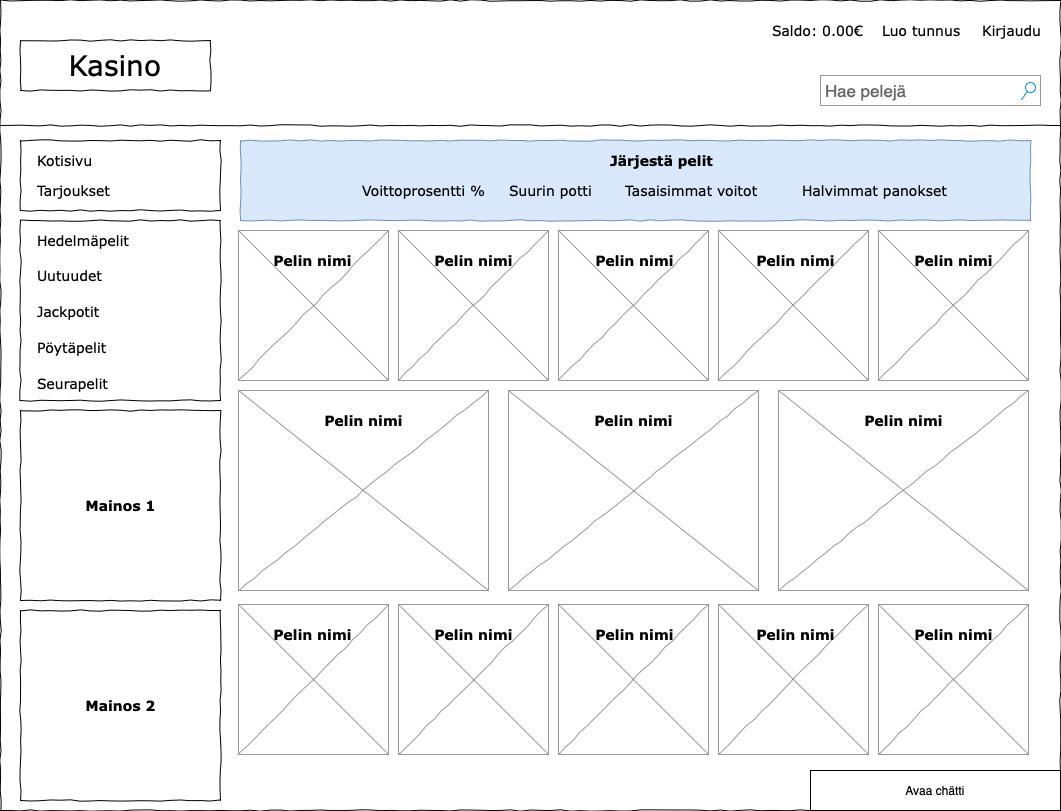 Saldo: 0.00€ Luo tunnus Kirjaudu
Kasino
Hae pelejä
Kotisivu
Tarjoukset
Hedelmäpelit
Uutuudet
Jackpotit
Pöytäpelit
Seurapelit
Mainos 1
Mainos 2
Järjestä pelit
Voittoprosentti % Suurin potti Tasaisimmat voitot Halvimmat panokset
Pelin nimi Pelin nimi Pelin nimi Pelin nimi Pelin nimi
Pelin nimi Pelin nimi Pelin nimi
Pelin nimi Pelin nimi Pelin nimi Pelin nimi Pelin nimi
Avaa chätti